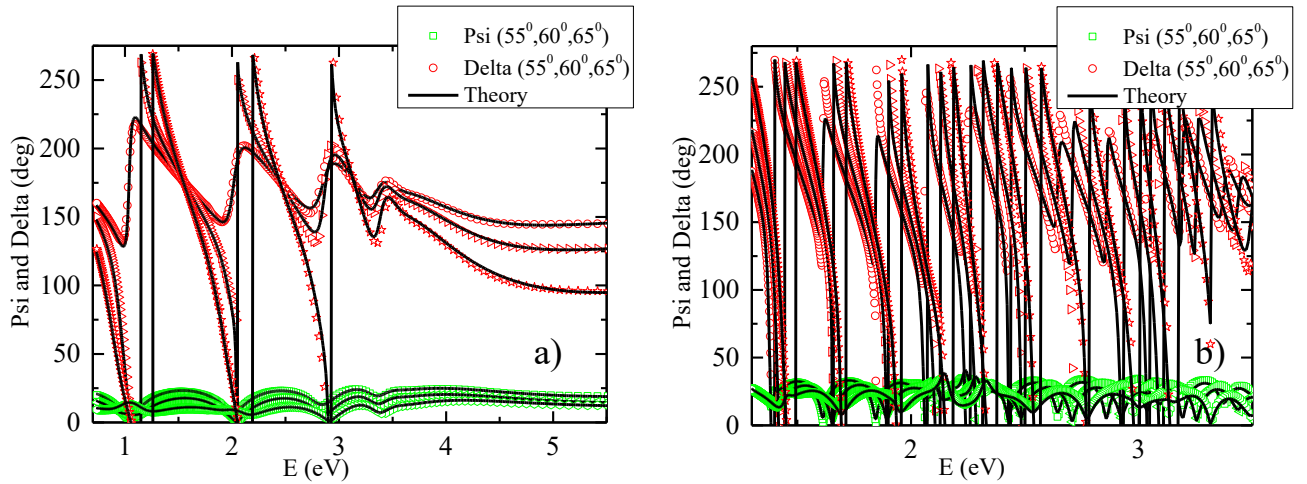 Psi (55⁰,60⁰,65⁰)
Delta (55⁰,60⁰,65⁰)
Theory
250
200
150
100
50
0
Psi and Delta (deg)
a)
1 2 3 4 5
E (eV)
Psi (55⁰,60⁰,65⁰)
Delta (55⁰,60⁰,65⁰)
Theory
250
200
150
100
50
0
Psi and Delta (deg)
b)
2 3
E (eV)